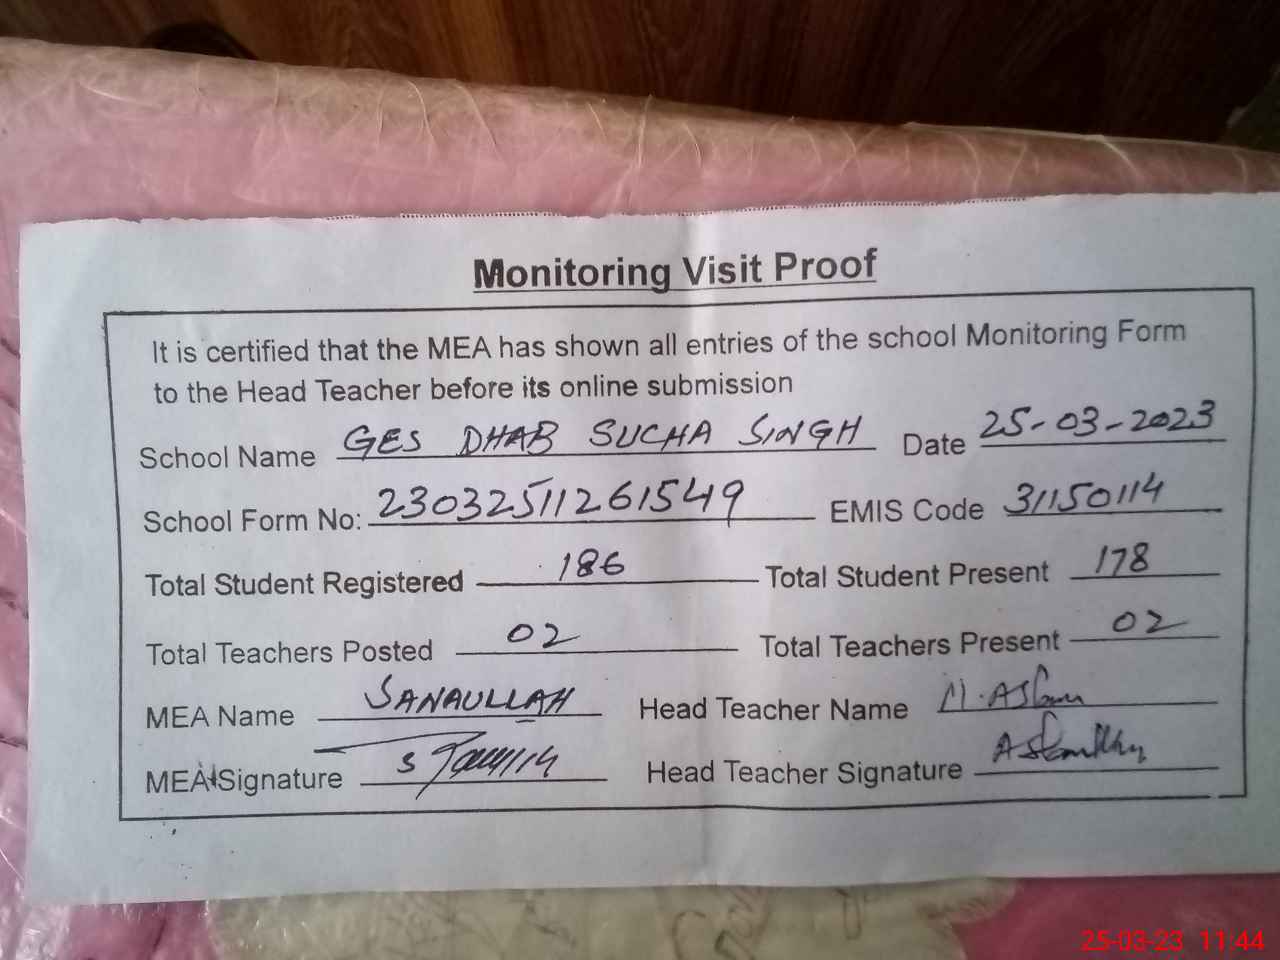 Monitoring Visit Proof
It is certified that the MEA has shown all entries of the school Monitoring Form
to the Head Teacher before its online submission
School Name GES DHAB SUCHA SINGH Date 25-03-2023
School Form No: 23032511261549 EMIS Code 31150114
Total Student Registered 186 Total Student Present 178
Total Teachers Posted 02 Total Teachers Present 02
MEA Name SANAULLAH Head Teacher Name M. Aslam
MEA Signature Head Teacher Signature
25-03-23 11:44